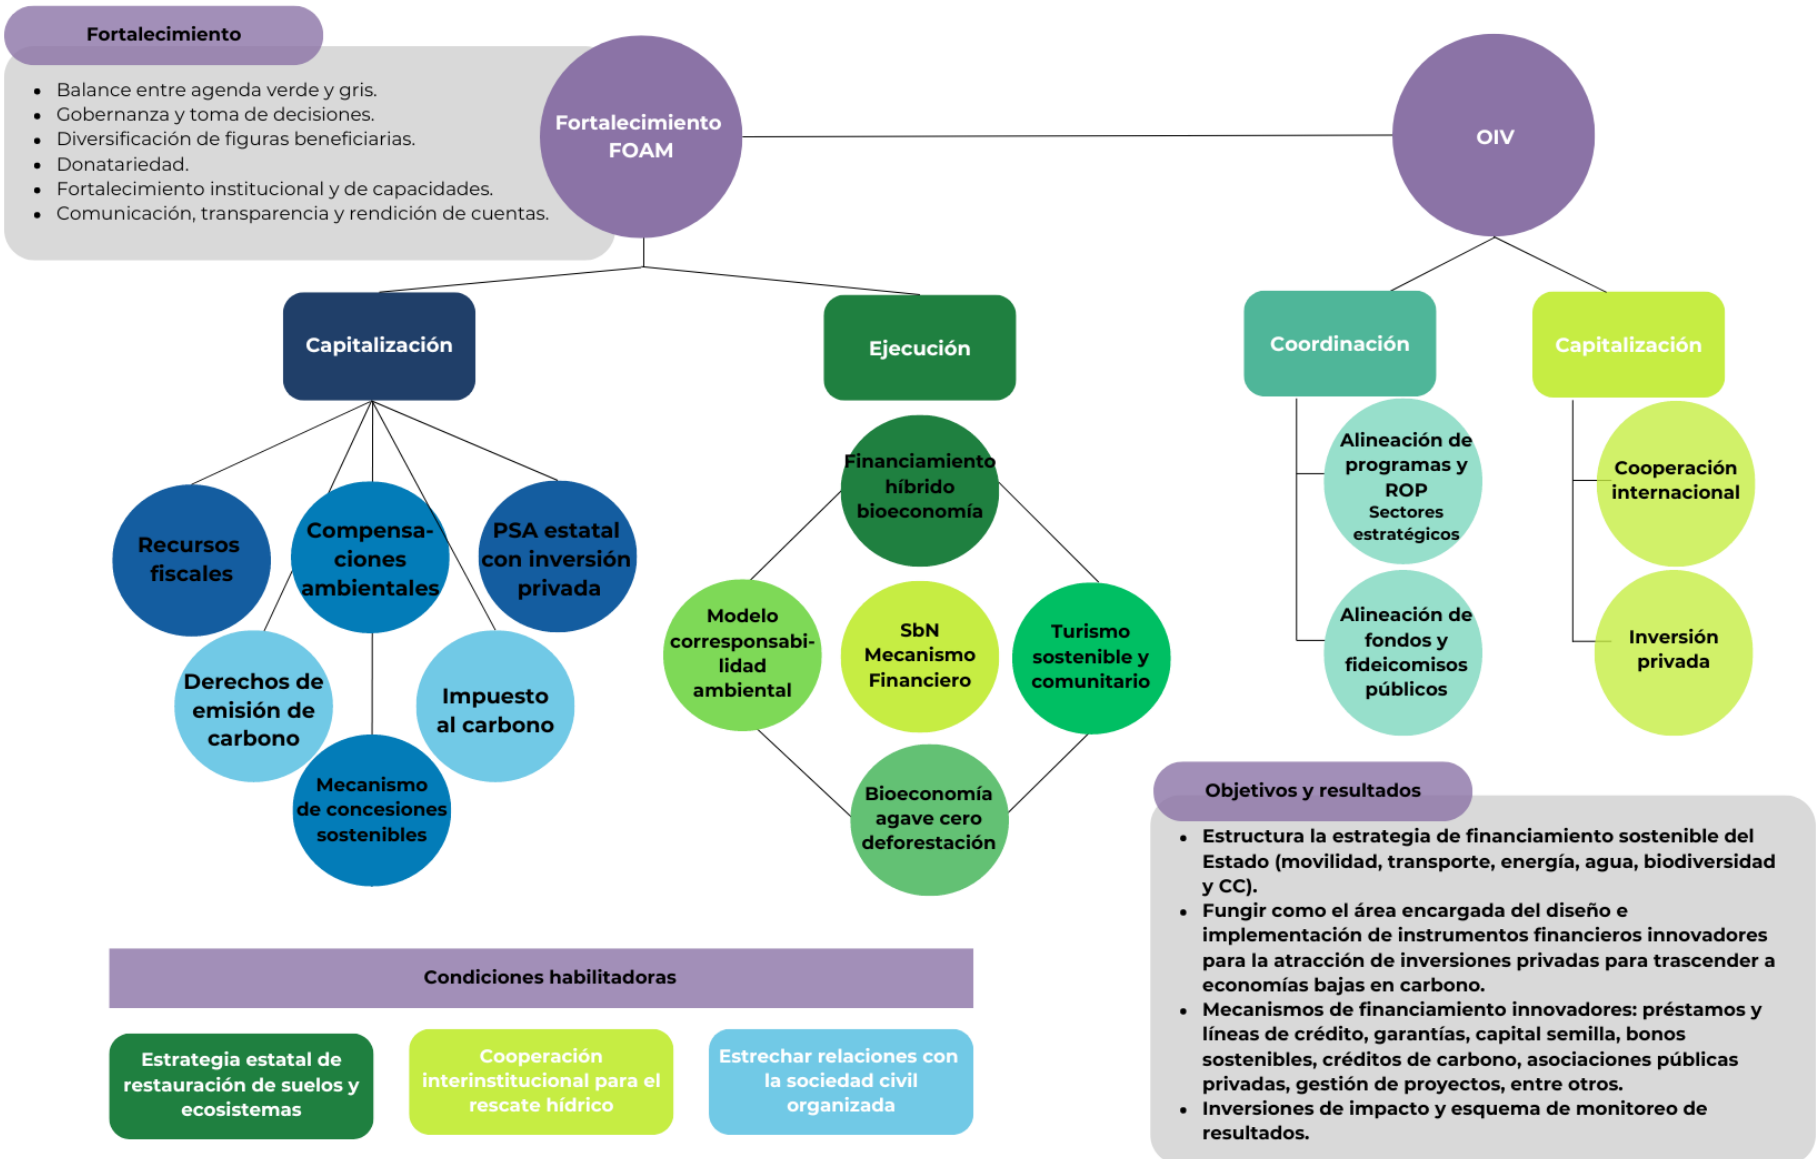 Fortalecimiento
Balance entre agenda verde y gris.
Gobernanza y toma de decisiones.
Diversificación de figuras beneficiarias.
Donatariedad.
Fortalecimiento institucional y de capacidades.
Comunicación, transparencia y rendición de cuentas.
Fortalecimiento
FOAM
OIV
Capitalización
Ejecución
Coordinación
Capitalización
Recursos
fiscales
Compensa-
ciones
ambientales
PSA estatal
con inversión
privada
Derechos de
emisión de
carbono
Impuesto
al carbono
Mecanismo
de concesiones
sostenibles
Financiamiento
híbrido
bioeconomía
Modelo
corresponsabi-
lidad
ambiental
SbN
Mecanismo
Financiero
Turismo
sostenible y
comunitario
Bioeconomía
agave cero
deforestación
Alineación de
programas y
ROP
Sectores
estratégicos
Alineación de
fondos y
fideicomisos
públicos
Cooperación
internacional
Inversión
privada
Objetivos y resultados
Estructura la estrategia de financiamiento sostenible del
Estado (movilidad, transporte, energía, agua, biodiversidad
y CC).
Fungir como el área encargada del diseño e
implementación de instrumentos financieros innovadores
para la atracción de inversiones privadas para trascender a
economías bajas en carbono.
Mecanismos de financiamiento innovadores: préstamos y
líneas de crédito, garantías, capital semilla, bonos
sostenibles, créditos de carbono, asociaciones públicas
privadas, gestión de proyectos, entre otros.
Inversiones de impacto y esquema de monitoreo de
resultados.
Condiciones habilitadoras
Estrategia estatal de
restauración de suelos y
ecosistemas
Cooperación
interinstitucional para el
rescate hídrico
Estrechar relaciones con
la sociedad civil
organizada